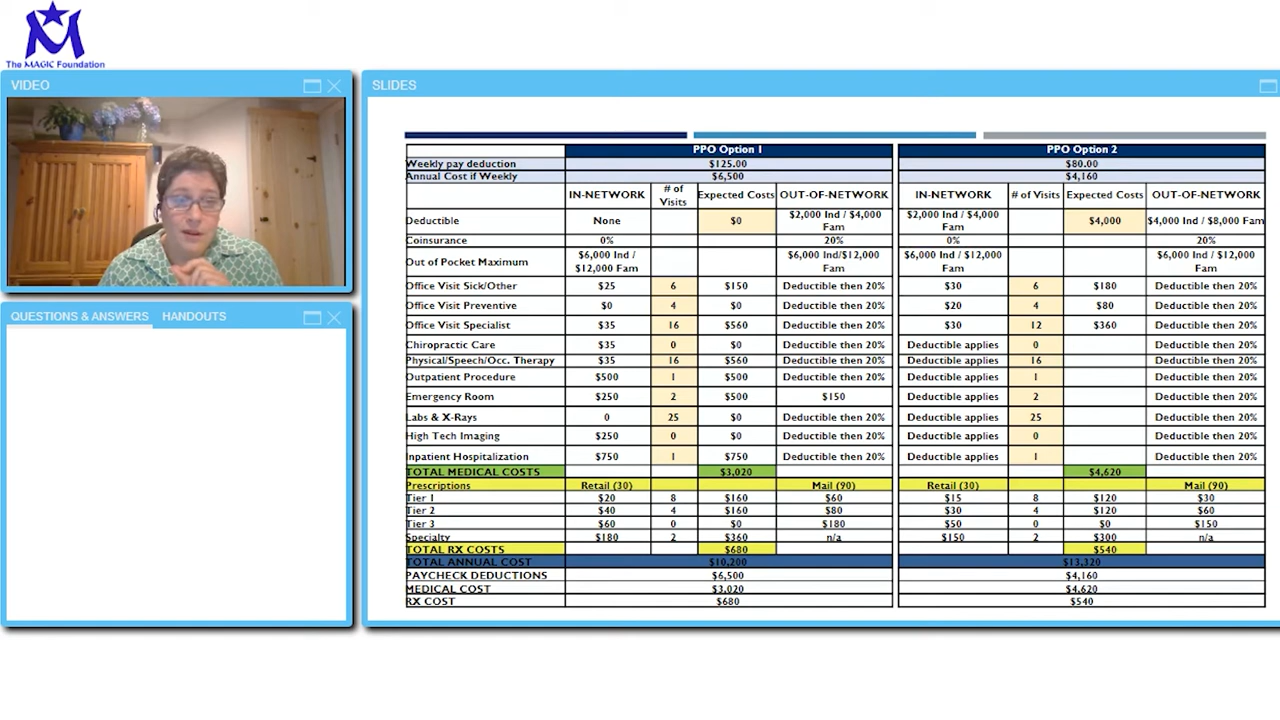 The MAGIC Foundation
VIDEO
SLIDES
QUESTIONS & ANSWERS HANDOUTS
PPO Option 1 PPO Option 2
Weekly pay deduction $125.00 $80.00
Annual Cost if Weekly $6,500 $4,160
IN-NETWORK # of Visits Expected Costs OUT-OF-NETWORK IN-NETWORK # of Visits Expected Costs OUT-OF-NETWORK
Deductible None $0 $2,000 Ind / $4,000 Fam $2,000 Ind / $4,000 Fam $4,000 $4,000 Ind / $8,000 Fam
Coinsurance 0% 20% 0% 20%
Out of Pocket Maximum $6,000 Ind / $12,000 Fam $6,000 Ind/$12,000 Fam $6,000 Ind / $12,000 Fam $6,000 Ind / $12,000 Fam
Office Visit Sick/Other $25 6 $150 Deductible then 20% $30 6 $180 Deductible then 20%
Office Visit Preventive $0 4 $0 Deductible then 20% $20 4 $80 Deductible then 20%
Office Visit Specialist $35 16 $560 Deductible then 20% $30 12 $360 Deductible then 20%
Chiropractic Care $35 0 $0 Deductible then 20% Deductible applies 0 Deductible then 20%
Physical/Speech/Occ. Therapy $35 16 $560 Deductible then 20% Deductible applies 16 Deductible then 20%
Outpatient Procedure $500 1 $500 Deductible then 20% Deductible applies 1 Deductible then 20%
Emergency Room $250 2 $500 $150 Deductible applies 2 Deductible then 20%
Labs & X-Rays 0 25 $0 Deductible then 20% Deductible applies 25 Deductible then 20%
High Tech Imaging $250 0 $0 Deductible then 20% Deductible applies 0 Deductible then 20%
Inpatient Hospitalization $750 1 $750 Deductible then 20% Deductible applies 1 Deductible then 20%
TOTAL MEDICAL COSTS $3,020 $4,620
Prescriptions Retail (30) Mail (90) Retail (30) Mail (90)
Tier 1 $20 8 $160 $60 $15 8 $120 $30
Tier 2 $40 4 $160 $80 $30 4 $120 $60
Tier 3 $60 0 $0 $180 $50 0 $0 $150
Specialty $180 2 $360 n/a $150 2 $300 n/a
TOTAL RX COSTS $680 $540
TOTAL ANNUAL COST $10,200 $13,320
PAYCHECK DEDUCTIONS $6,500 $4,160
MEDICAL COST $3,020 $4,620
RX COST $680 $540